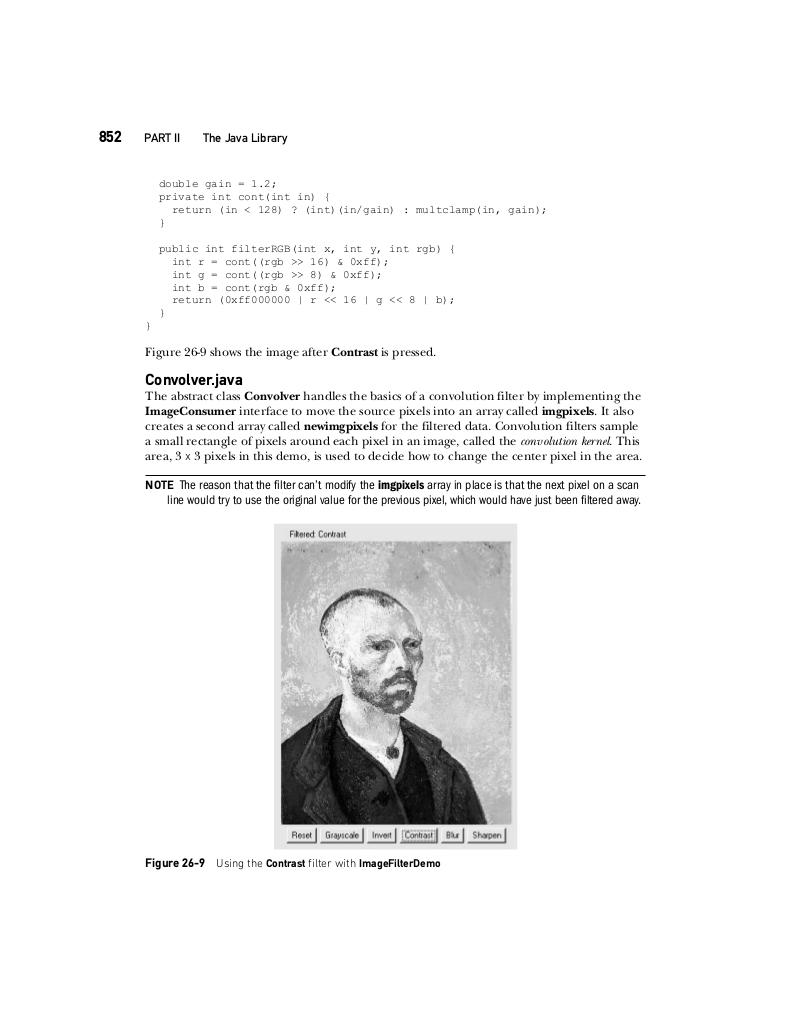 852 PART II The Java Library
double gain = 1.2;
private int cont(int in) {
return (in < 128) ? (int)(in/gain) : multclamp(in, gain);
}
public int filterRGB(int x, int y, int rgb) {
int r = cont((rgb >> 16) & 0xff);
int g = cont((rgb >> 8) & 0xff);
int b = cont(rgb & 0xff);
return (0xff000000 | r << 16 | g << 8 | b);
}
}
Figure 26-9 shows the image after Contrast is pressed.
Convolver.java
The abstract class Convolver handles the basics of a convolution filter by implementing the
ImageConsumer interface to move the source pixels into an array called imgpixels. It also
creates a second array called newimgpixels for the filtered data. Convolution filters sample
a small rectangle of pixels around each pixel in an image, called the convolution kernel. This
area, 3 x 3 pixels in this demo, is used to decide how to change the center pixel in the area.
NOTE The reason that the filter can't modify the imgpixels array in place is that the next pixel on a scan
line would try to use the original value for the previous pixel, which would have just been filtered away.
Filtered: Contrast
Reset Grayscale Invert Contrast Blur Sharpen
Figure 26-9 Using the Contrast filter with ImageFilterDemo